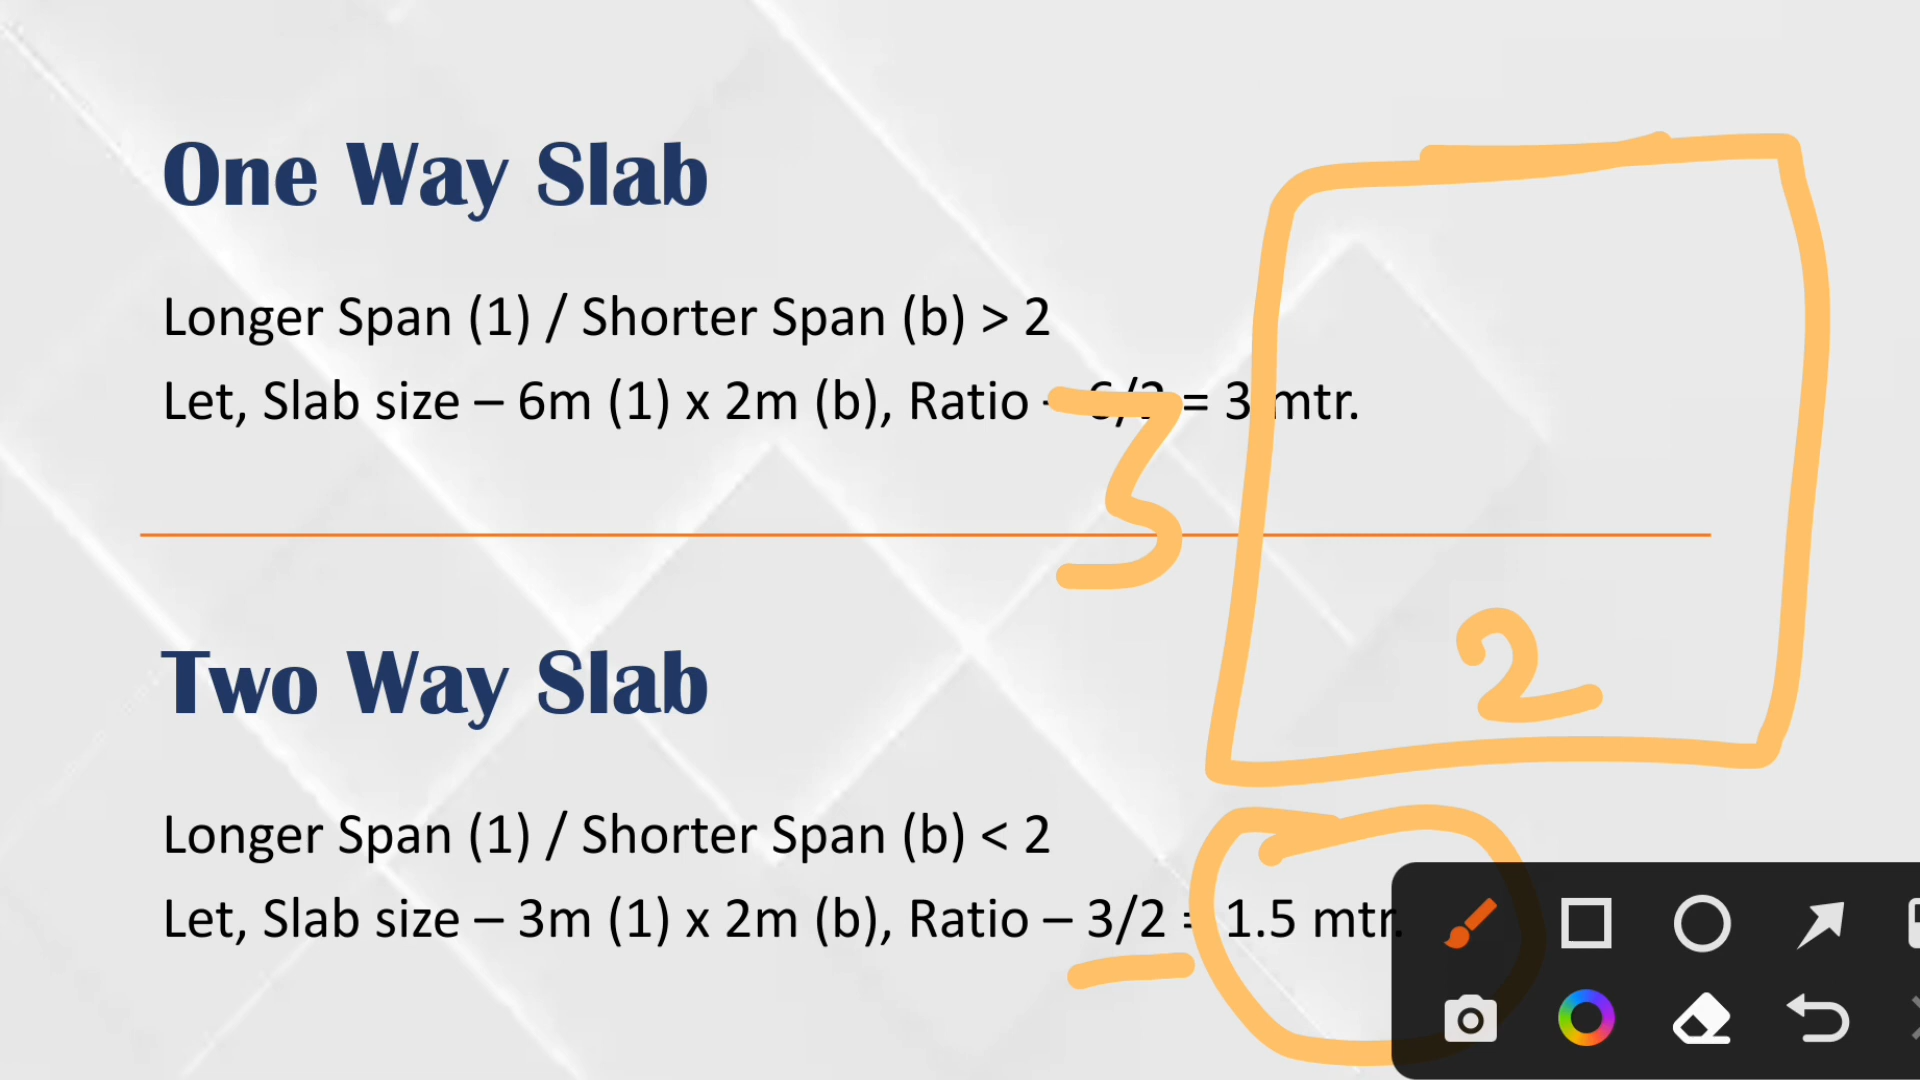 One Way Slab
Longer Span (1) / Shorter Span (b) > 2
Let, Slab size – 6m (1) x 2m (b), Ratio - 6/2 = 3 mtr.
3
2
Two Way Slab
Longer Span (1) / Shorter Span (b) < 2
Let, Slab size – 3m (1) x 2m (b), Ratio – 3/2 = 1.5 mtr.